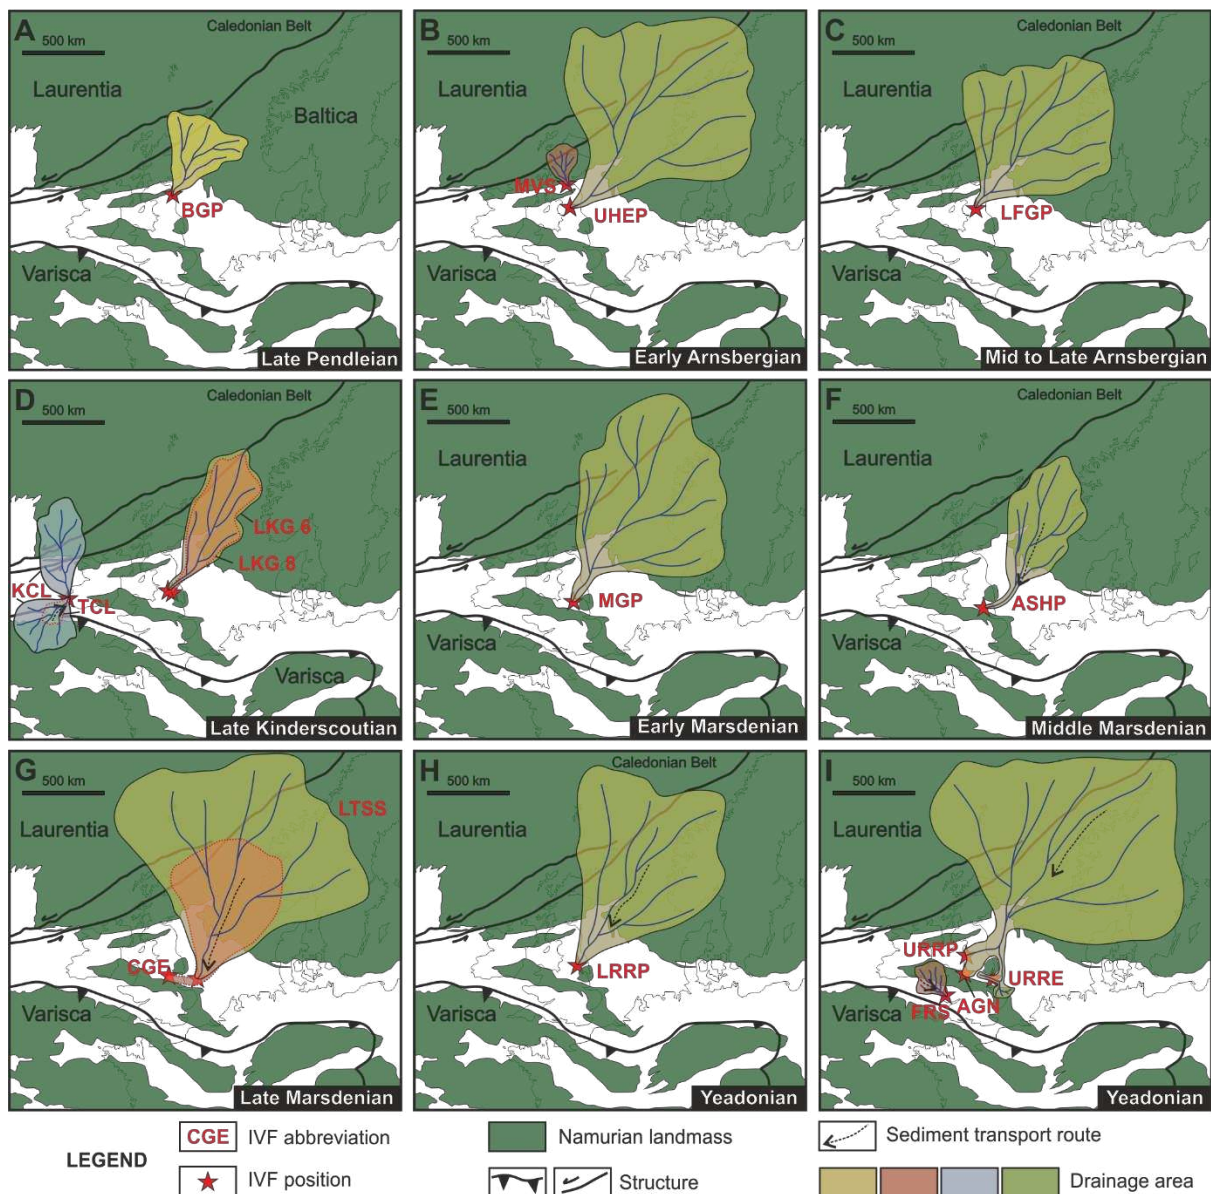 A
Caledonian Belt
500 km
Laurentia
Baltica
BGP
Varisca
Late Pendleian
B
Caledonian Belt
500 km
Laurentia
MVS
UHEP
Varisca
Early Arnsbergian
C
Caledonian Belt
500 km
Laurentia
LFGP
Varisca
Mid to Late Arnsbergian
D
Caledonian Belt
500 km
LKG 6
LKG 8
KCL
TCL
Varisca
Late Kinderscoutian
E
Caledonian Belt
500 km
Laurentia
MGP
Varisca
Early Marsdenian
F
Caledonian Belt
500 km
Laurentia
ASHP
Varisca
Middle Marsdenian
G
500 km
LTSS
Laurentia
CGE
Varisca
Late Marsdenian
H
Caledonian Belt
500 km
Laurentia
LRRP
Varisca
Yeadonian
I
500 km
Laurentia
URRP
URRE
FRS
AGN
Varisca
Yeadonian
LEGEND
CGE IVF abbreviation
IVF position
Namurian landmass
Structure
Sediment transport route
Drainage area